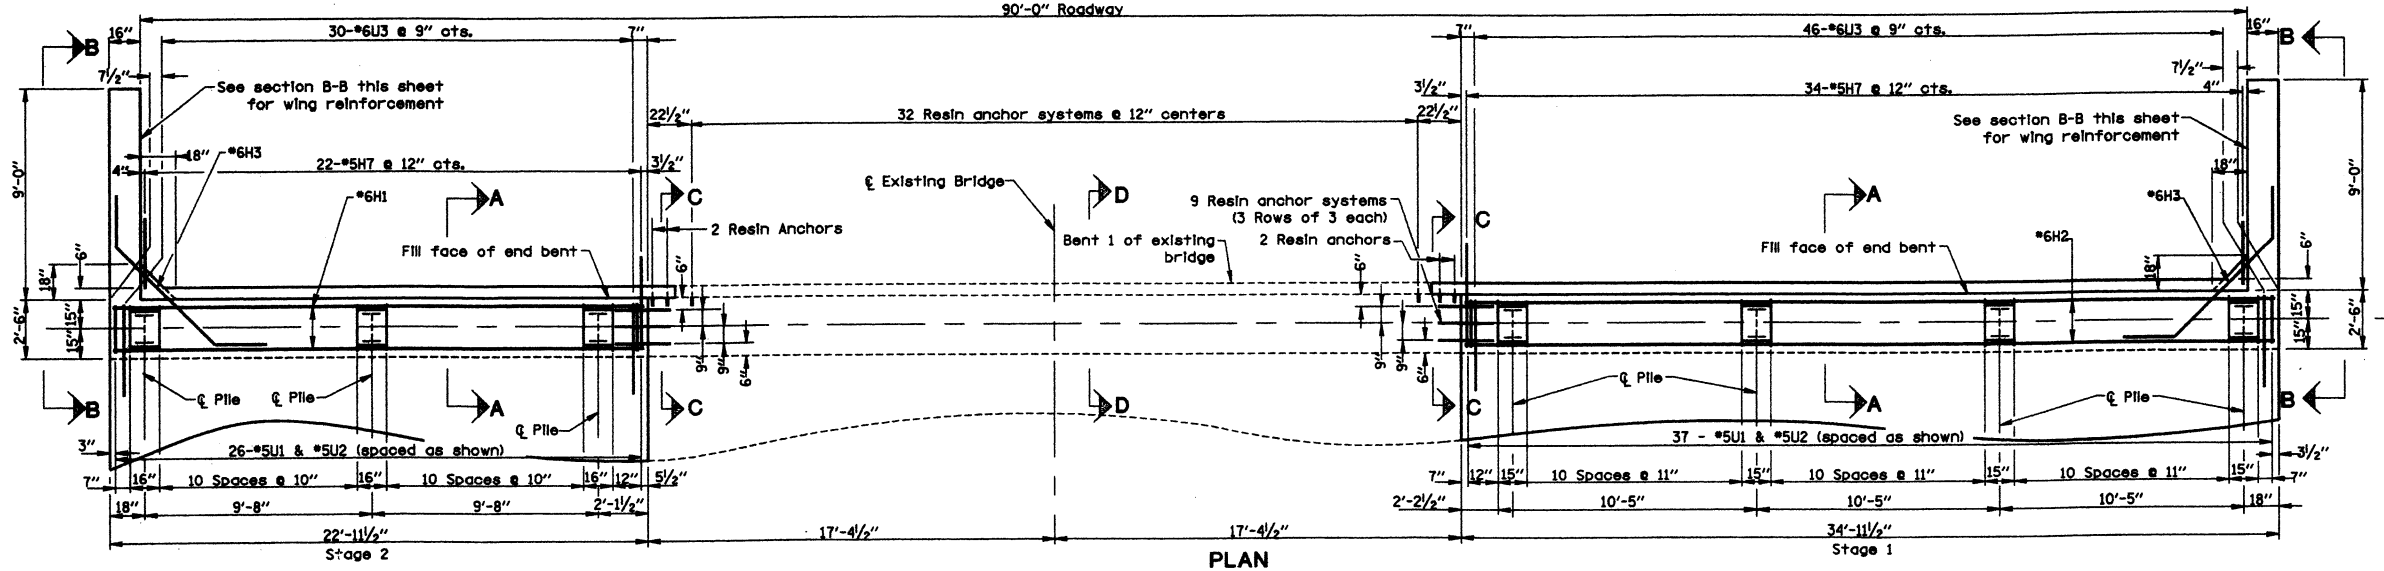 90'-0" Roadway
16"
30-#6U3 @ 9" cts.
7"
7"
46-#6U3 @ 9" cts.
16"
B
B
7½"
7½"
See section B-B this sheet
for wing reinforcement
3½"
34-#5H7 @ 12" cts.
4"
22½"
32 Resin anchor systems @ 12" centers
22½"
See section B-B this sheet
for wing reinforcement
18"
#6H3
4"
22-#5H7 @ 12" cts.
3½"
18"
9'-0"
9'-0"
#6H1
A
C
℄ Existing Bridge
D
9 Resin anchor systems
(3 Rows of 3 each)
C
A
#6H3
2 Resin Anchors
2 Resin anchors
Fill face of end bent
Bent 1 of existing
bridge
Fill face of end bent
#6H2
6"
18"
6"
6"
18"
6"
2'-6"
15"
15"
9"
9"
6"
9"
9"
6"
15"
15"
2'-6"
℄ Pile
℄ Pile
℄ Pile
℄ Pile
B
A
C
D
C
A
B
℄ Pile
3"
26-#5U1 & #5U2 (spaced as shown)
37 - #5U1 & #5U2 (spaced as shown)
3½"
7"
16"
10 Spaces @ 10"
16"
10 Spaces @ 10"
16"
12"
5½"
7"
12"
15"
10 Spaces @ 11"
15"
10 Spaces @ 11"
15"
10 Spaces @ 11"
15"
7"
18"
9'-8"
9'-8"
2'-1½"
2'-2½"
10'-5"
10'-5"
10'-5"
18"
22'-11½"
17'-4½"
17'-4½"
34'-11½"
Stage 2
Stage 1
PLAN